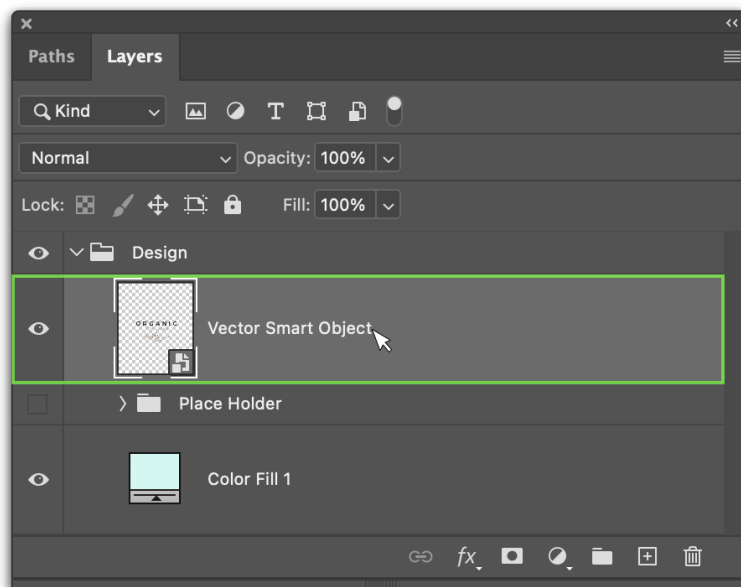 Paths Layers
Kind
Normal Opacity: 100%
Lock: Fill: 100%
Design
ORGANIC
Vector Smart Object
Place Holder
Color Fill 1
fx